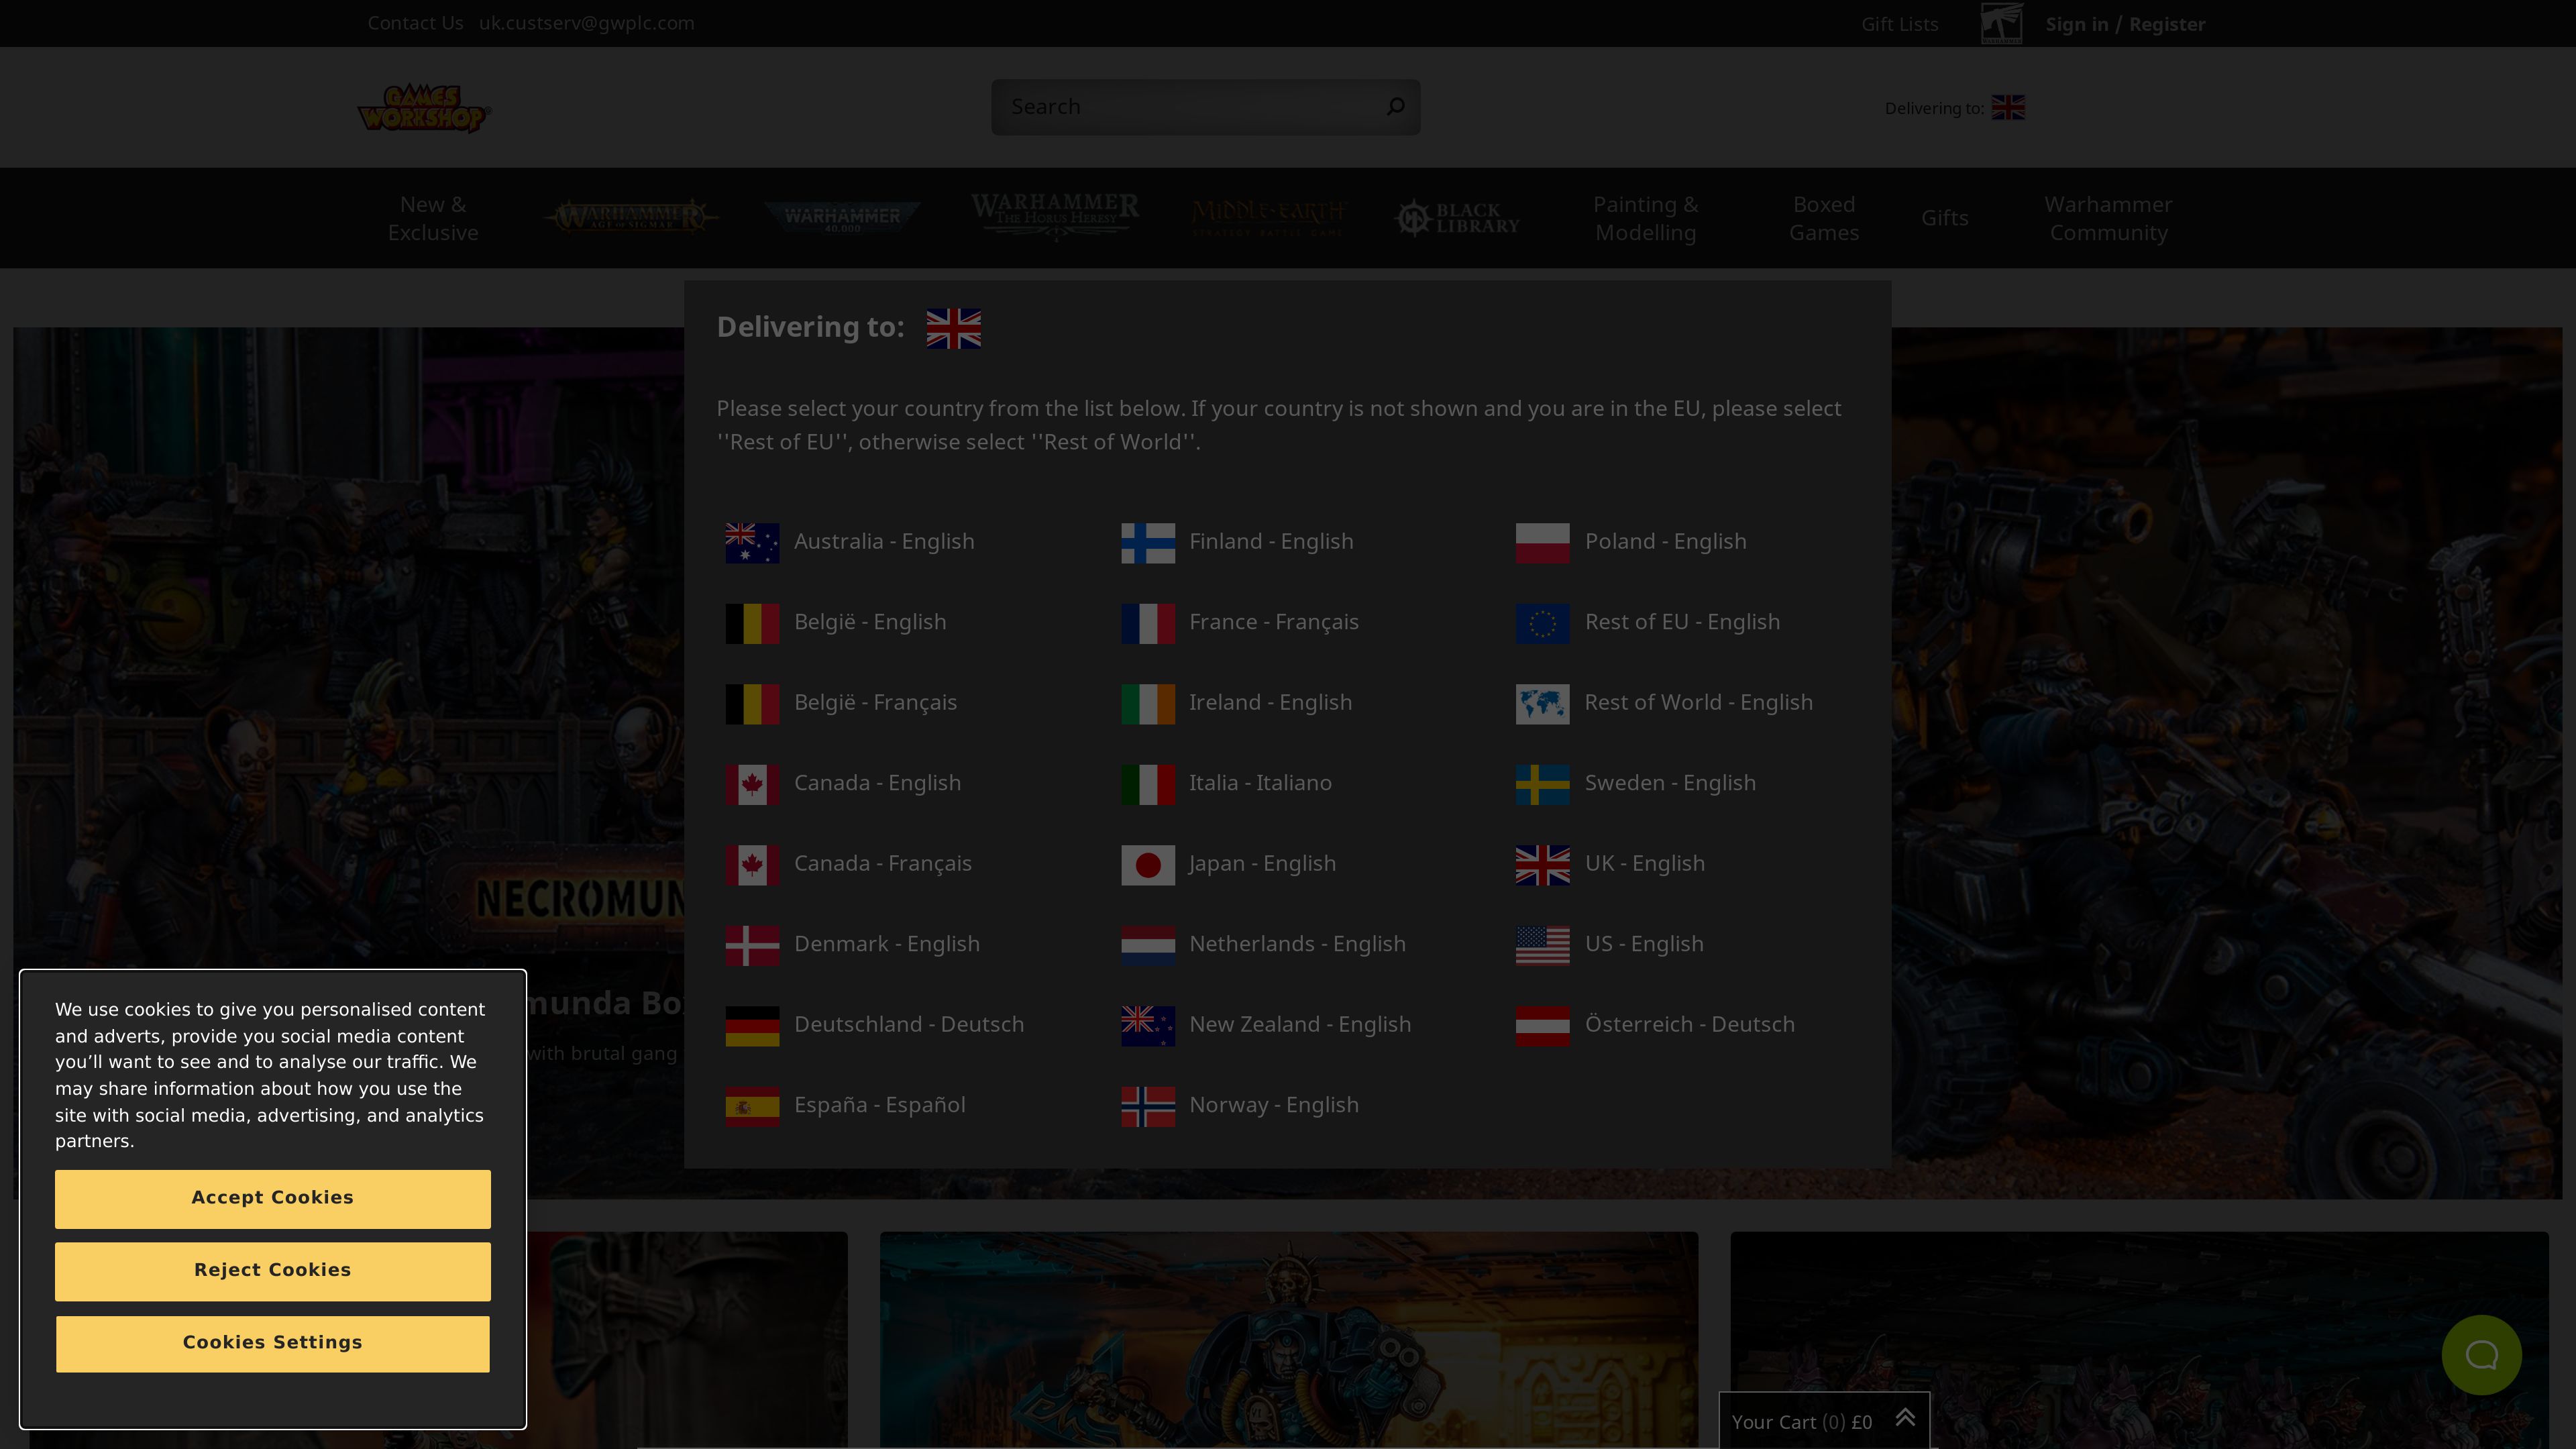 Contact Us uk.custserv@gwplc.com
Gift Lists
Sign in / Register
GAMES
WORKSHOP
Search
Delivering to:
New &
Exclusive
WARHAMMER
AGE OF SIGMAR
WARHAMMER
40,000
WARHAMMER
THE HORUS HERESY
MIDDLE-EARTH
STRATEGY BATTLE GAME
BLACK
LIBRARY
Painting &
Modelling
Boxed
Games
Gifts
Warhammer
Community
Delivering to:
Please select your country from the list below. If your country is not shown and you are in the EU, please select
''Rest of EU'', otherwise select ''Rest of World''.
Australia - English
Finland - English
Poland - English
België - English
France - Français
Rest of EU - English
België - Français
Ireland - English
Rest of World - English
Canada - English
Italia - Italiano
Sweden - English
Canada - Français
Japan - English
UK - English
Denmark - English
Netherlands - English
US - English
Deutschland - Deutsch
New Zealand - English
Österreich - Deutsch
España - Español
Norway - English
NECROMUN
munda Bo
with brutal gang
We use cookies to give you personalised content
and adverts, provide you social media content
you’ll want to see and to analyse our traffic. We
may share information about how you use the
site with social media, advertising, and analytics
partners.
Accept Cookies
Reject Cookies
Cookies Settings
Your Cart (0) £0